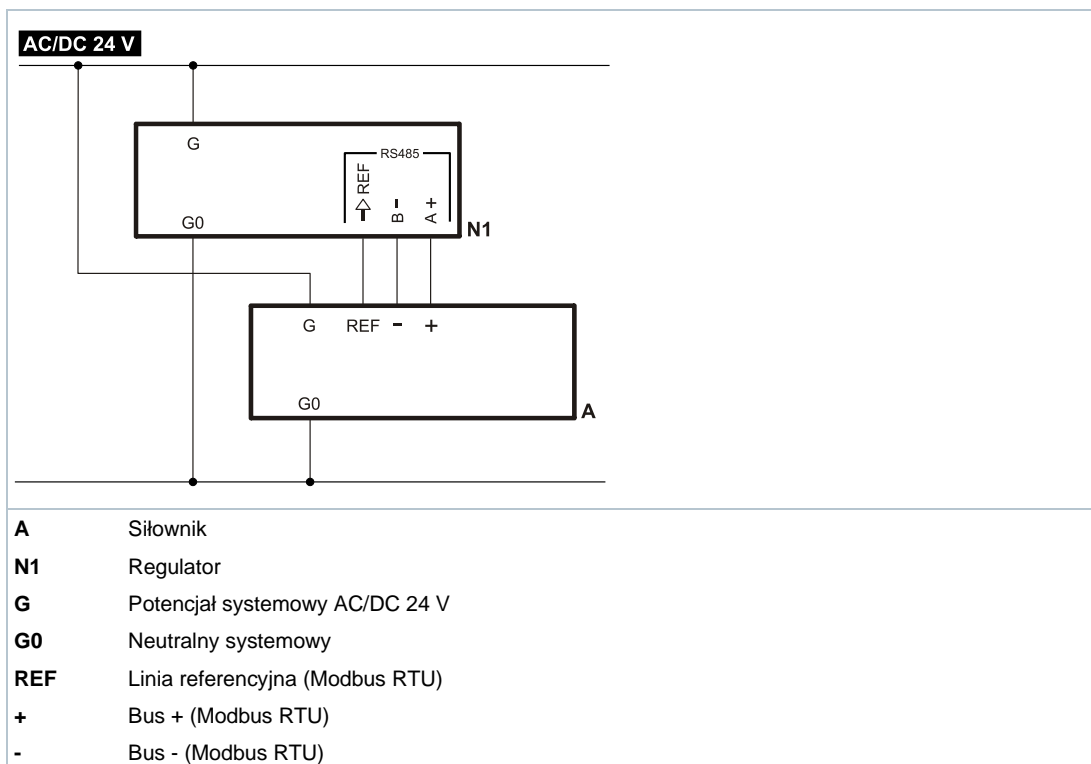 AC/DC 24 V
G
RS485
REF
B -
A +
G0
N1
G REF - +
G0
A
A Siłownik
N1 Regulator
G Potencjał systemowy AC/DC 24 V
G0 Neutralny systemowy
REF Linia referencyjna (Modbus RTU)
+ Bus + (Modbus RTU)
- Bus - (Modbus RTU)